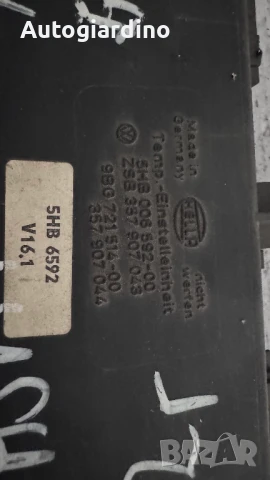 Autogiardino
Made in
Germany
HELLA
nicht
werfen
Temp-Einstelleinheit
5HB 006 592-00
ZSB 357 907 043
9BG 721 514-00
357 907 044
5HB 6592
V16.1
bazar